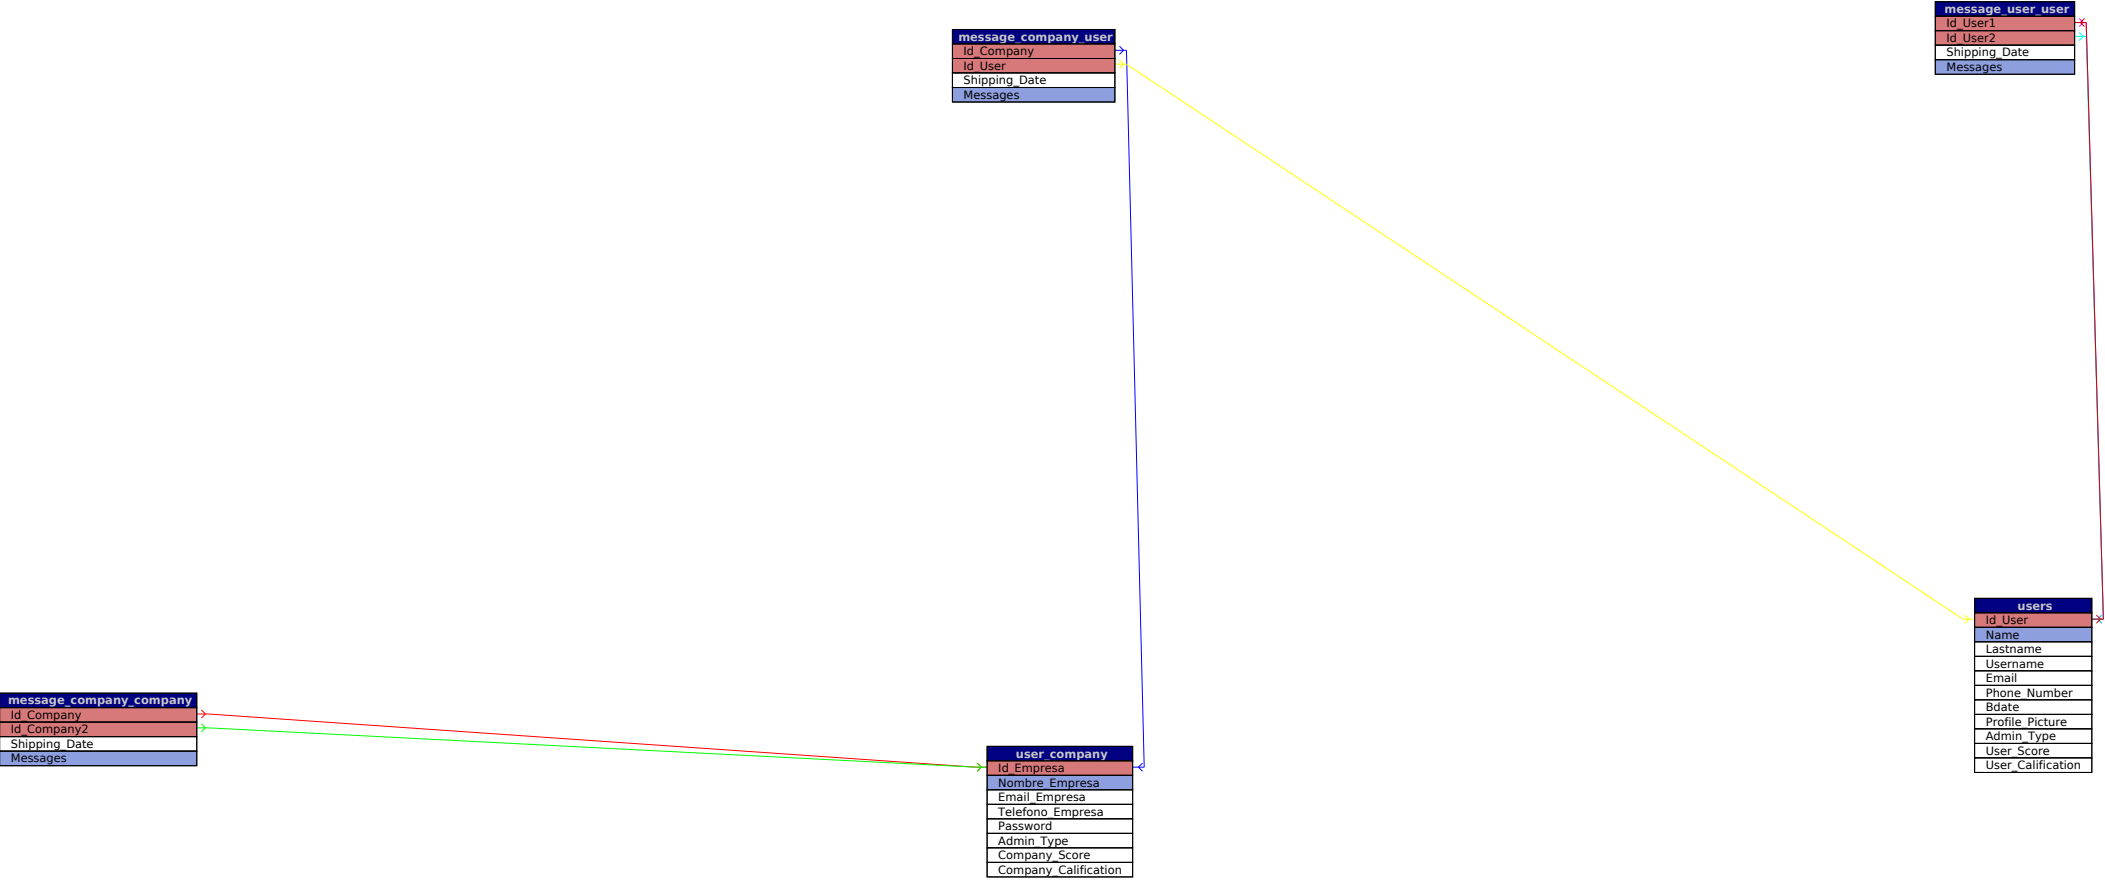 message_user_user
Id_User1
Id_User2
Shipping_Date
Messages
message_company_user
Id_Company
Id_User
Shipping_Date
Messages
users
Id_User
Name
Lastname
Username
Email
Phone_Number
Bdate
Profile_Picture
Admin_Type
User_Score
User_Calification
message_company_company
Id_Company
Id_Company2
Shipping_Date
Messages
user_company
Id_Empresa
Nombre_Empresa
Email_Empresa
Telefono_Empresa
Password
Admin_Type
Company_Score
Company_Calification